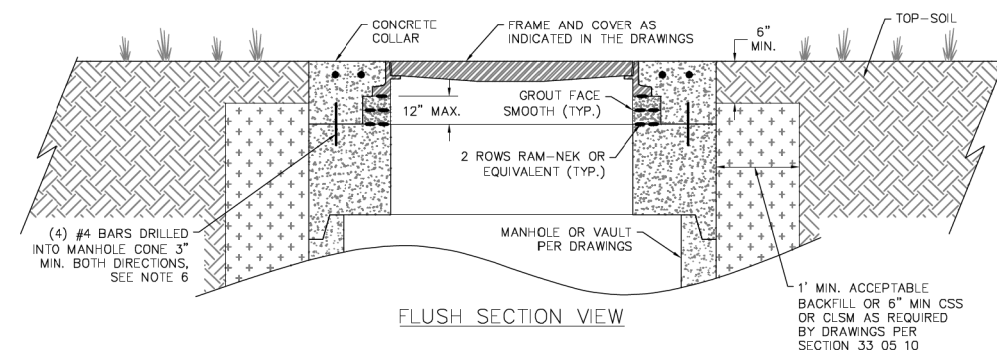 CONCRETE
COLLAR
FRAME AND COVER AS
INDICATED IN THE DRAWINGS
TOP-SOIL
6"
MIN.
12" MAX.
GROUT FACE
SMOOTH (TYP.)
2 ROWS RAM-NEK OR
EQUIVALENT (TYP.)
(4) #4 BARS DRILLED
INTO MANHOLE CONE 3"
MIN. BOTH DIRECTIONS,
SEE NOTE 6
MANHOLE OR VAULT
PER DRAWINGS
1' MIN. ACCEPTABLE
BACKFILL OR 6" MIN CSS
OR CLSM AS REQUIRED
BY DRAWINGS PER
SECTION 33 05 10
FLUSH SECTION VIEW